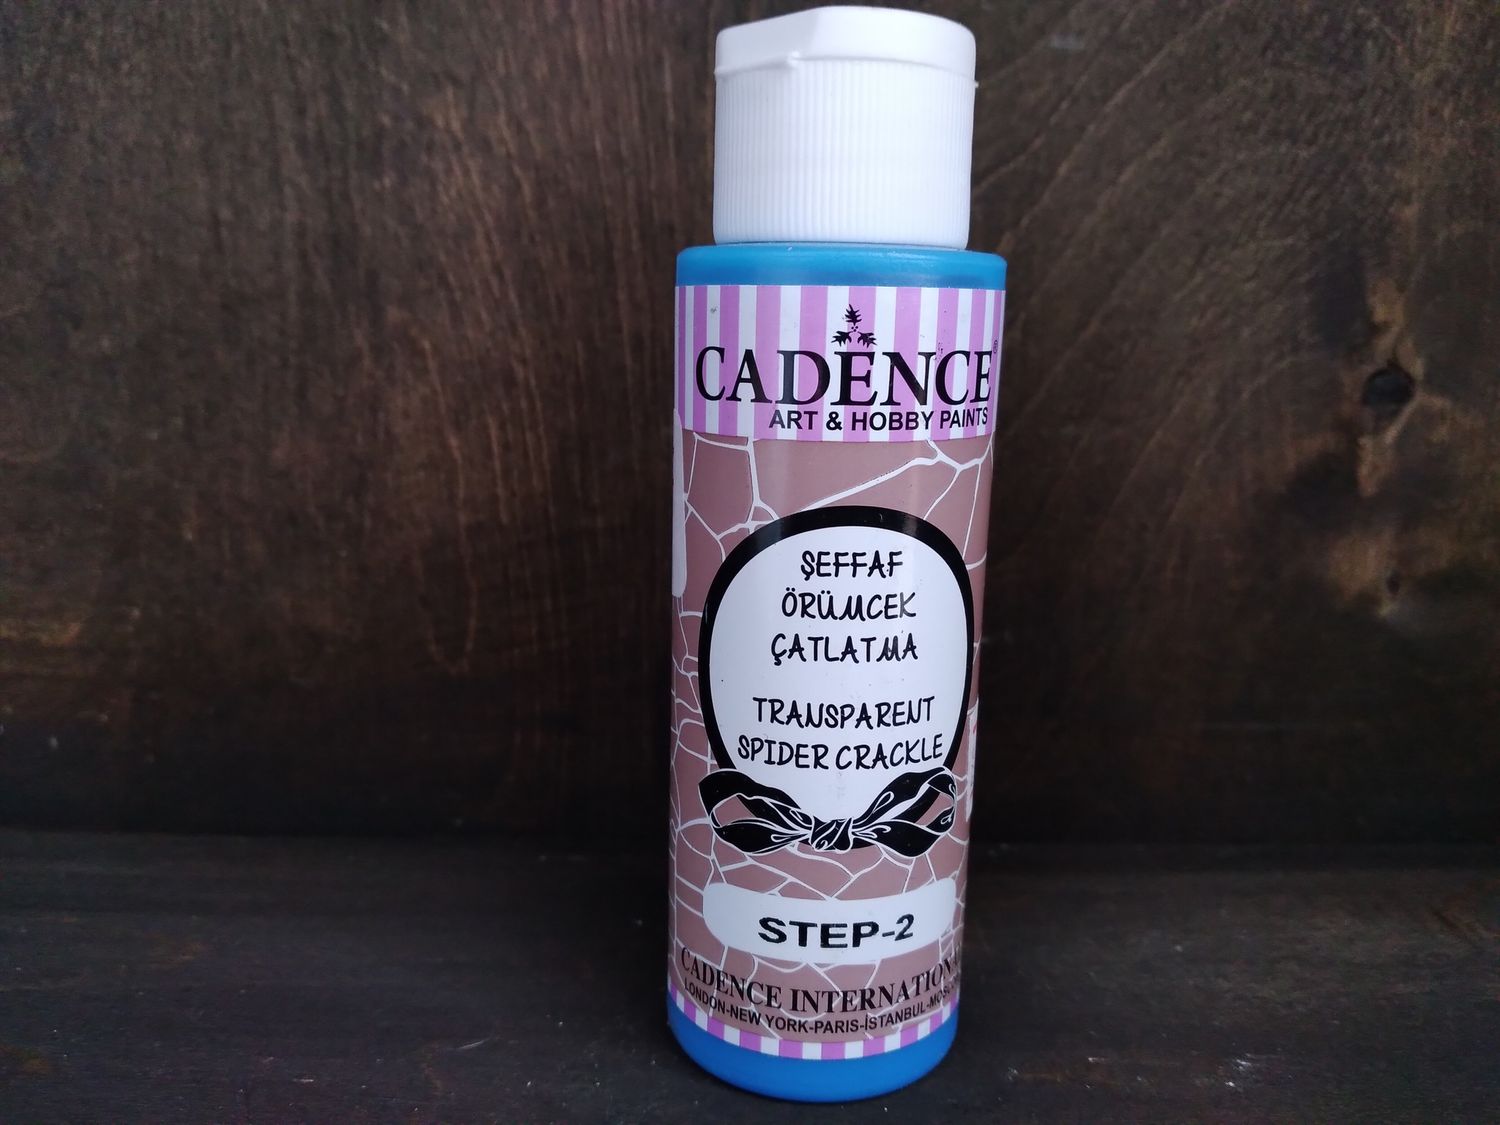 CADENCE®
ART & HOBBY PAINTS
ŞEFFAF
ÖRÜMCEK
ÇATLATMA
TRANSPARENT
SPIDER CRACKLE
STEP-2
CADENCE INTERNATIONAL
LONDON-NEW YORK-PARIS-İSTANBUL-